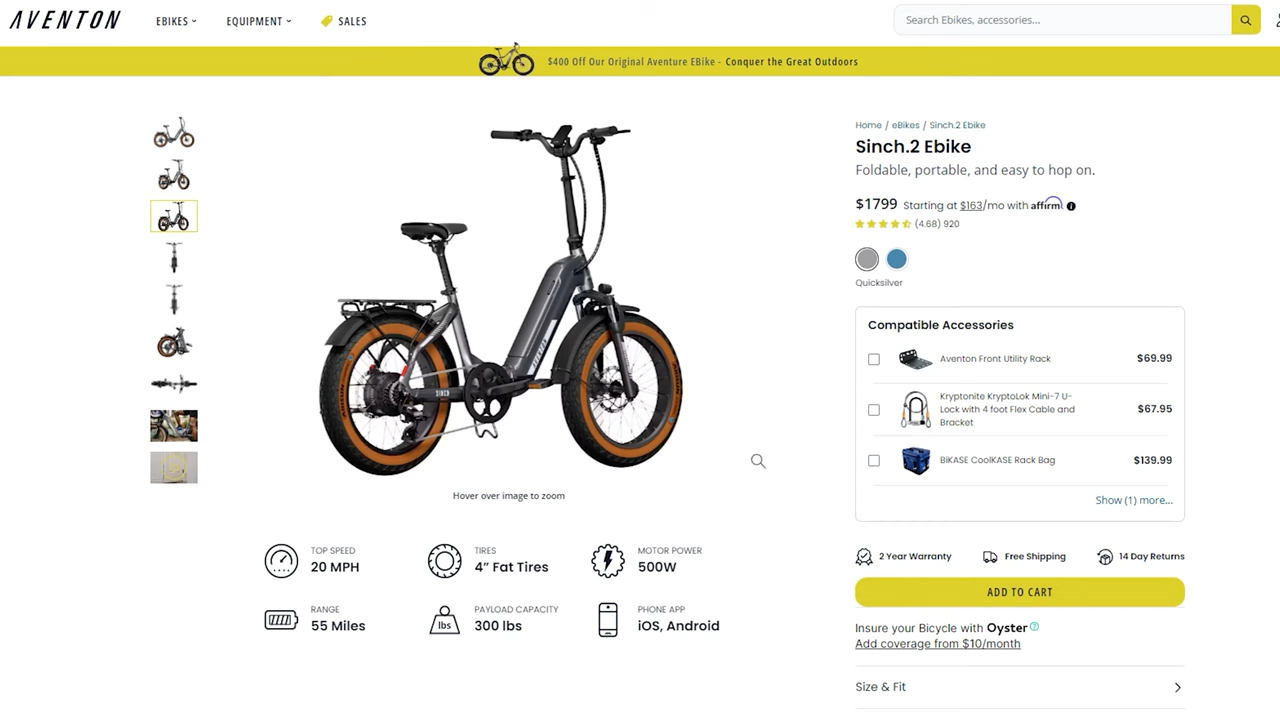 AVENTON
EBIKES
EQUIPMENT
SALES
Search Ebikes, accessories...
$400 Off Our Original Aventure EBike - Conquer the Great Outdoors
Home / eBikes / Sinch.2 Ebike
Sinch.2 Ebike
Foldable, portable, and easy to hop on.
$1799 Starting at $163/mo with affirm
(4.68) 920
Quicksilver
Compatible Accessories
Aventon Front Utility Rack
$69.99
Kryptonite KryptoLok Mini-7 U-
Lock with 4 foot Flex Cable and
Bracket
$67.95
BiKASE CoolKASE Rack Bag
$139.99
Show (1) more...
2 Year Warranty
Free Shipping
14 Day Returns
ADD TO CART
Insure your Bicycle with Oyster
Add coverage from $10/month
Size & Fit
Hover over image to zoom
TOP SPEED
20 MPH
TIRES
4” Fat Tires
MOTOR POWER
500W
RANGE
55 Miles
lbs
PAYLOAD CAPACITY
300 lbs
PHONE APP
iOS, Android